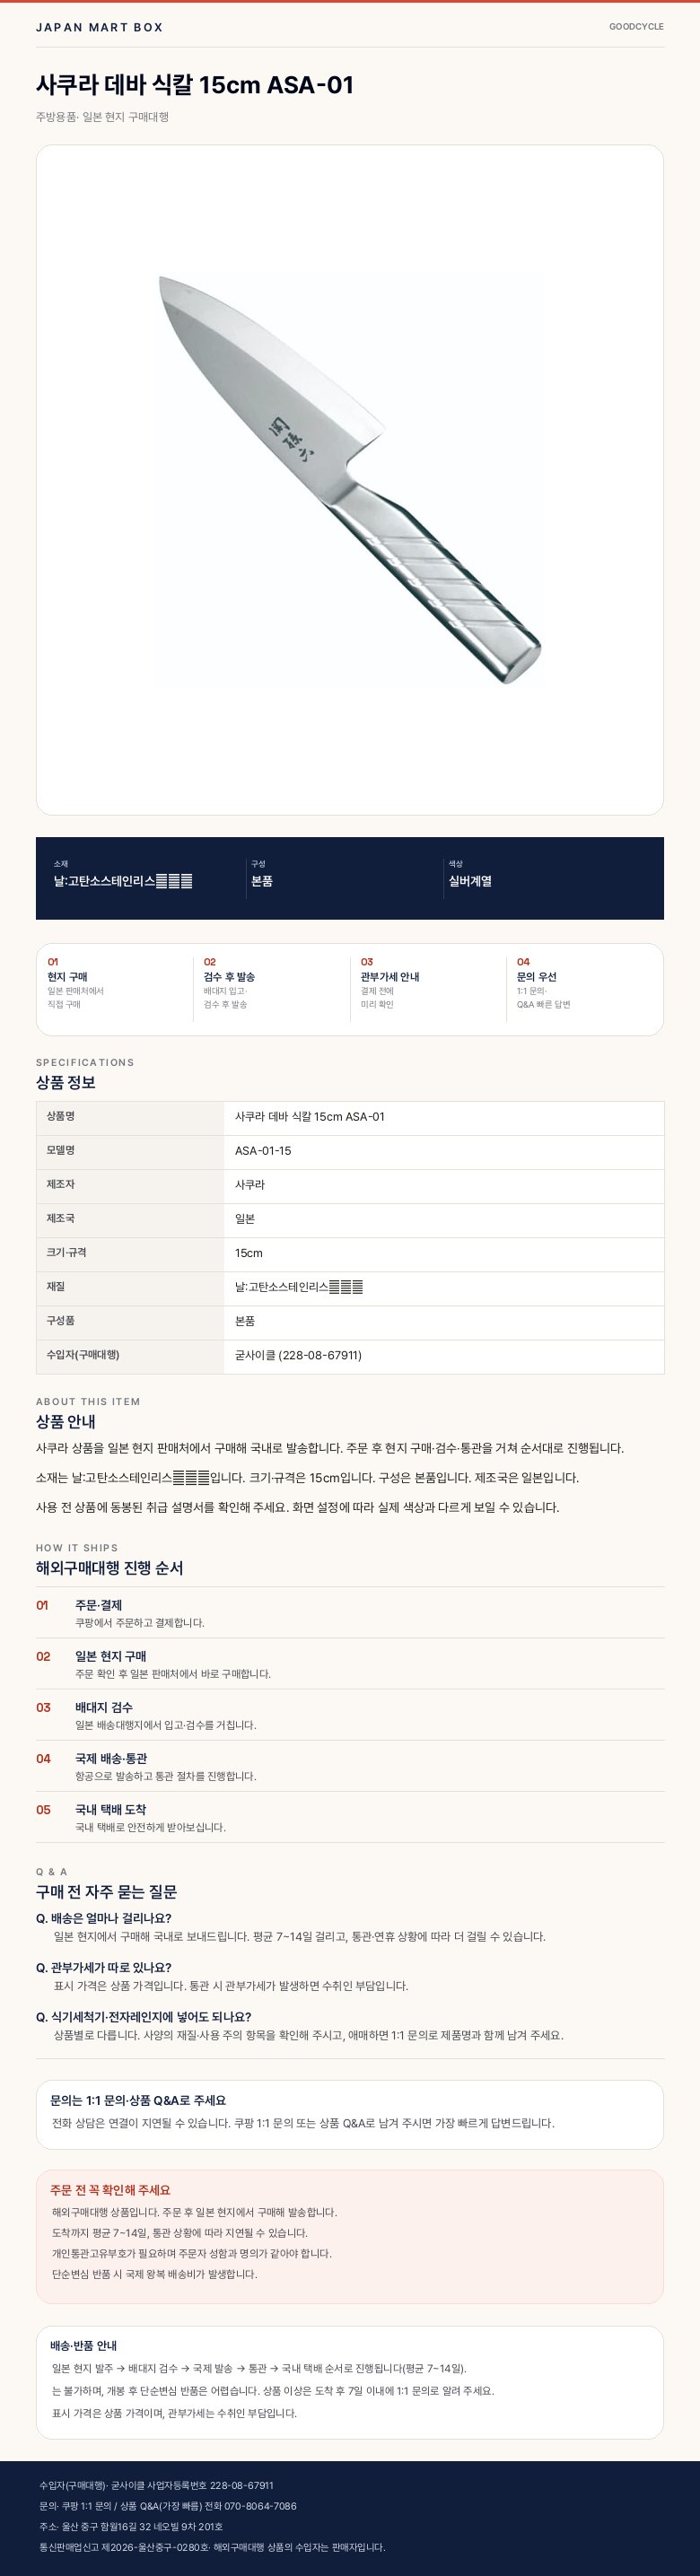 JAPAN MART BOX
GOODCYCLE
사쿠라 데바 식칼 15cm ASA-01
주방용품· 일본 현지 구매대행
関孫六
소재
날:고탄소스테인리스
구성
본품
색상
실버계열
01
현지 구매
일본 판매처에서
직접 구매
02
검수 후 발송
배대지 입고·
검수 후 발송
03
관부가세 안내
결제 전에
미리 확인
04
문의 우선
1:1 문의·
Q&A 빠른 답변
SPECIFICATIONS
상품 정보
상품명 사쿠라 데바 식칼 15cm ASA-01
모델명 ASA-01-15
제조자 사쿠라
제조국 일본
크기·규격 15cm
재질 날:고탄소스테인리스
구성품 본품
수입자(구매대행) 굳사이클 (228-08-67911)
ABOUT THIS ITEM
상품 안내
사쿠라 상품을 일본 현지 판매처에서 구매해 국내로 발송합니다. 주문 후 현지 구매·검수·통관을 거쳐 순서대로 진행됩니다.
소재는 날:고탄소스테인리스입니다. 크기·규격은 15cm입니다. 구성은 본품입니다. 제조국은 일본입니다.
사용 전 상품에 동봉된 취급 설명서를 확인해 주세요. 화면 설정에 따라 실제 색상과 다르게 보일 수 있습니다.
HOW IT SHIPS
해외구매대행 진행 순서
01 주문·결제
쿠팡에서 주문하고 결제합니다.
02 일본 현지 구매
주문 확인 후 일본 판매처에서 바로 구매합니다.
03 배대지 검수
일본 배송대행지에서 입고·검수를 거칩니다.
04 국제 배송·통관
항공으로 발송하고 통관 절차를 진행합니다.
05 국내 택배 도착
국내 택배로 안전하게 받아보십니다.
Q & A
구매 전 자주 묻는 질문
Q. 배송은 얼마나 걸리나요?
일본 현지에서 구매해 국내로 보내드립니다. 평균 7~14일 걸리고, 통관·연휴 상황에 따라 더 걸릴 수 있습니다.
Q. 관부가세가 따로 있나요?
표시 가격은 상품 가격입니다. 통관 시 관부가세가 발생하면 수취인 부담입니다.
Q. 식기세척기·전자레인지에 넣어도 되나요?
상품별로 다릅니다. 사양의 재질·사용 주의 항목을 확인해 주시고, 애매하면 1:1 문의로 제품명과 함께 남겨 주세요.
문의는 1:1 문의·상품 Q&A로 주세요
전화 상담은 연결이 지연될 수 있습니다. 쿠팡 1:1 문의 또는 상품 Q&A로 남겨 주시면 가장 빠르게 답변드립니다.
주문 전 꼭 확인해 주세요
해외구매대행 상품입니다. 주문 후 일본 현지에서 구매해 발송합니다.
도착까지 평균 7~14일, 통관 상황에 따라 지연될 수 있습니다.
개인통관고유부호가 필요하며 주문자 성함과 명의가 같아야 합니다.
단순변심 반품 시 국제 왕복 배송비가 발생합니다.
배송·반품 안내
일본 현지 발주 → 배대지 검수 → 국제 발송 → 통관 → 국내 택배 순서로 진행됩니다(평균 7~14일).
는 불가하며, 개봉 후 단순변심 반품은 어렵습니다. 상품 이상은 도착 후 7일 이내에 1:1 문의로 알려 주세요.
표시 가격은 상품 가격이며, 관부가세는 수취인 부담입니다.
수입자(구매대행)· 굳사이클 사업자등록번호 228-08-67911
문의· 쿠팡 1:1 문의 / 상품 Q&A(가장 빠름) 전화 070-8064-7086
주소· 울산 중구 함월16길 32 네오빌 9차 201호
통신판매업신고 제2026-울산중구-0280호· 해외구매대행 상품의 수입자는 판매자입니다.